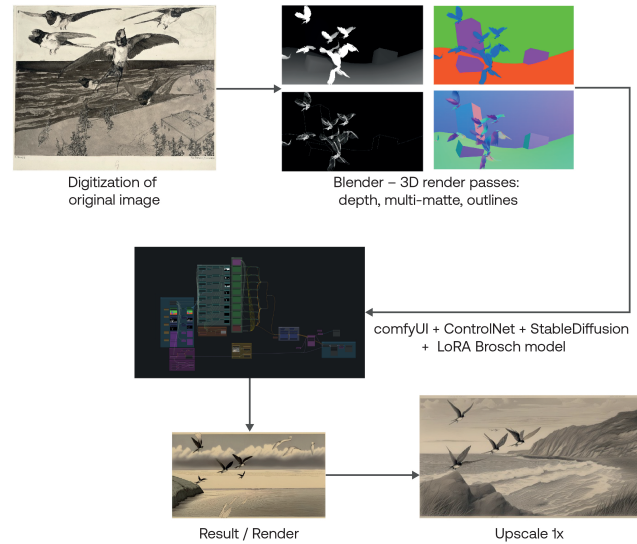 Digitization of
original image
Blender – 3D render passes:
depth, multi-matte, outlines
comfyUI + ControlNet + StableDiffusion
+ LoRA Brosch model
Result / Render
Upscale 1x